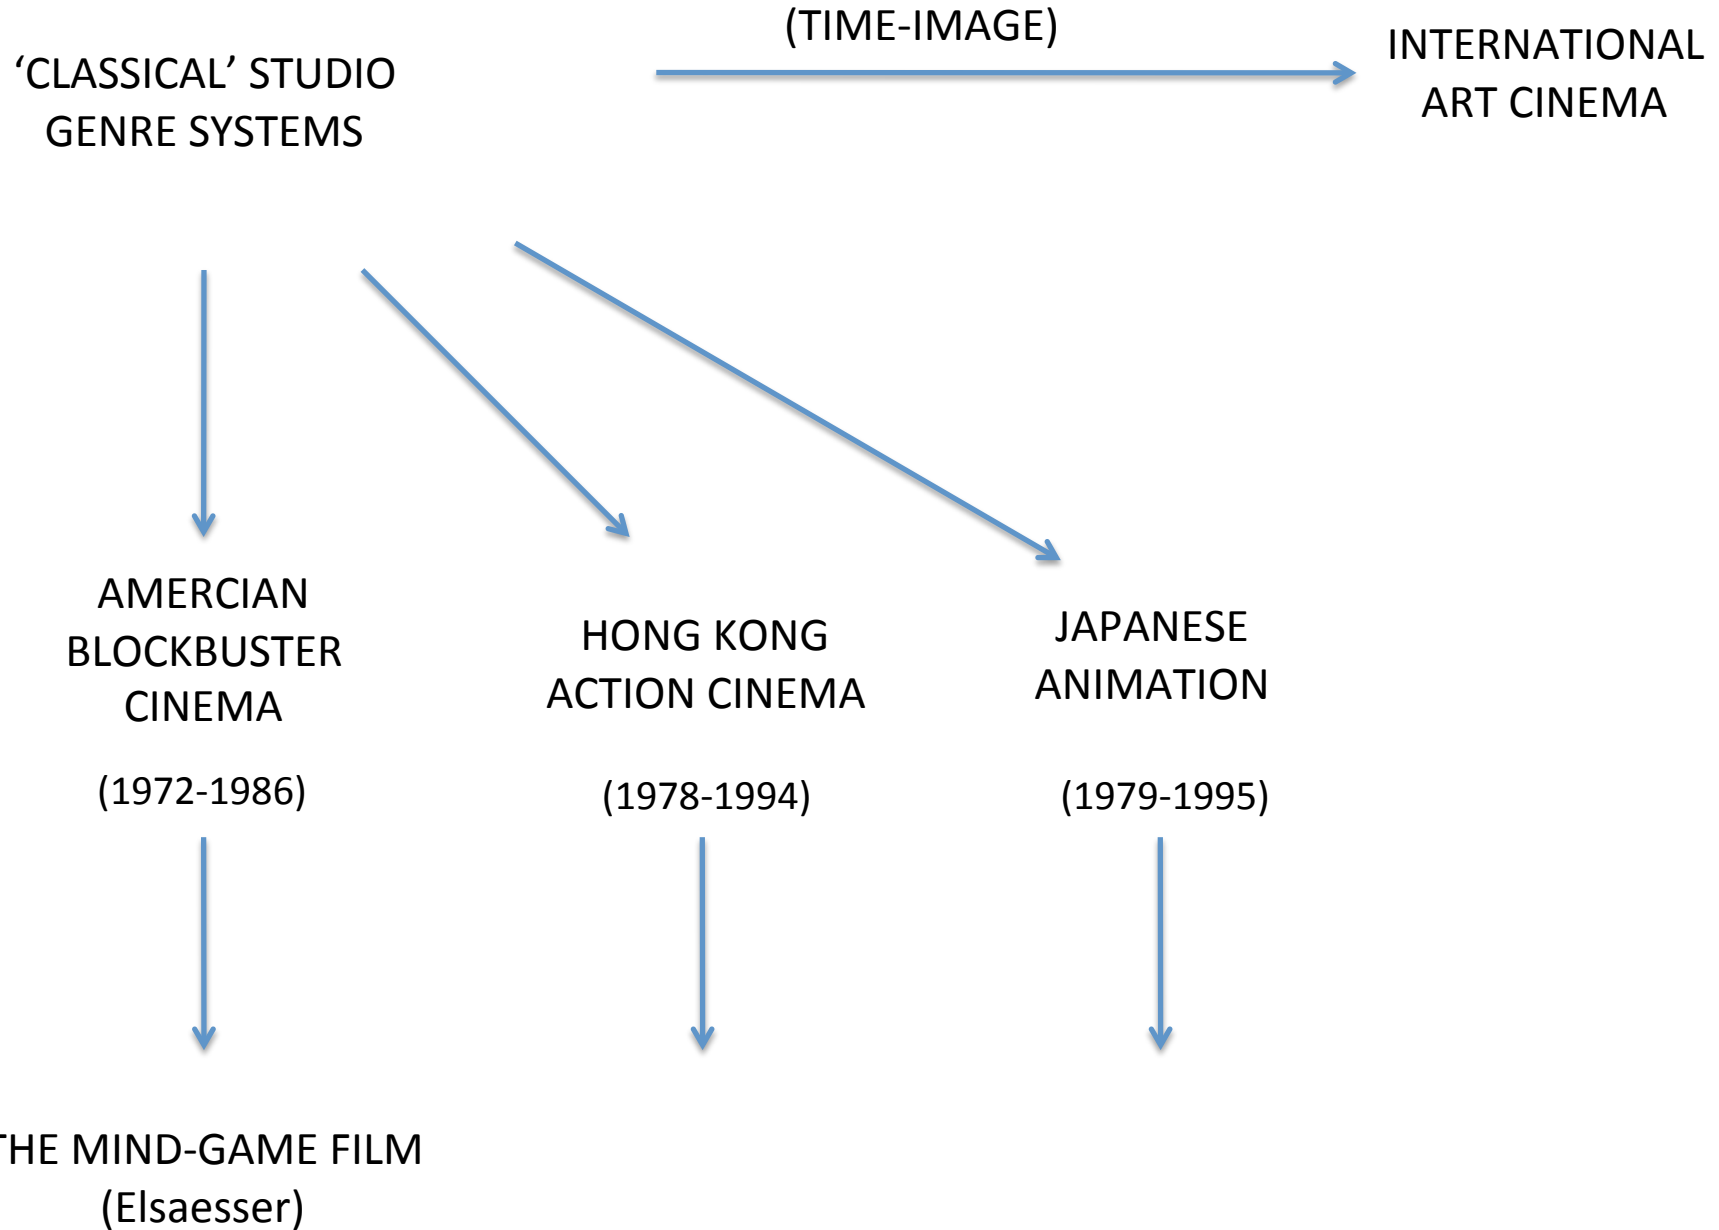 (TIME-IMAGE)
‘CLASSICAL’ STUDIO
GENRE SYSTEMS
INTERNATIONAL
ART CINEMA
AMERCIAN
BLOCKBUSTER
CINEMA
(1972-1986)
HONG KONG
ACTION CINEMA
(1978-1994)
JAPANESE
ANIMATION
(1979-1995)
THE MIND-GAME FILM
(Elsaesser)